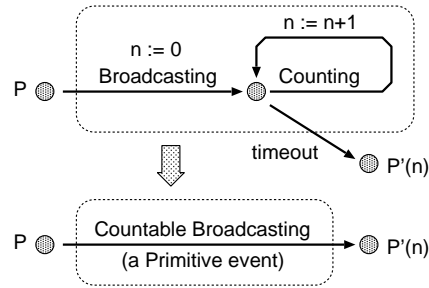 n := n+1
n := 0
Broadcasting
Counting
P
timeout
P'(n)
Countable Broadcasting
P
P'(n)
(a Primitive event)